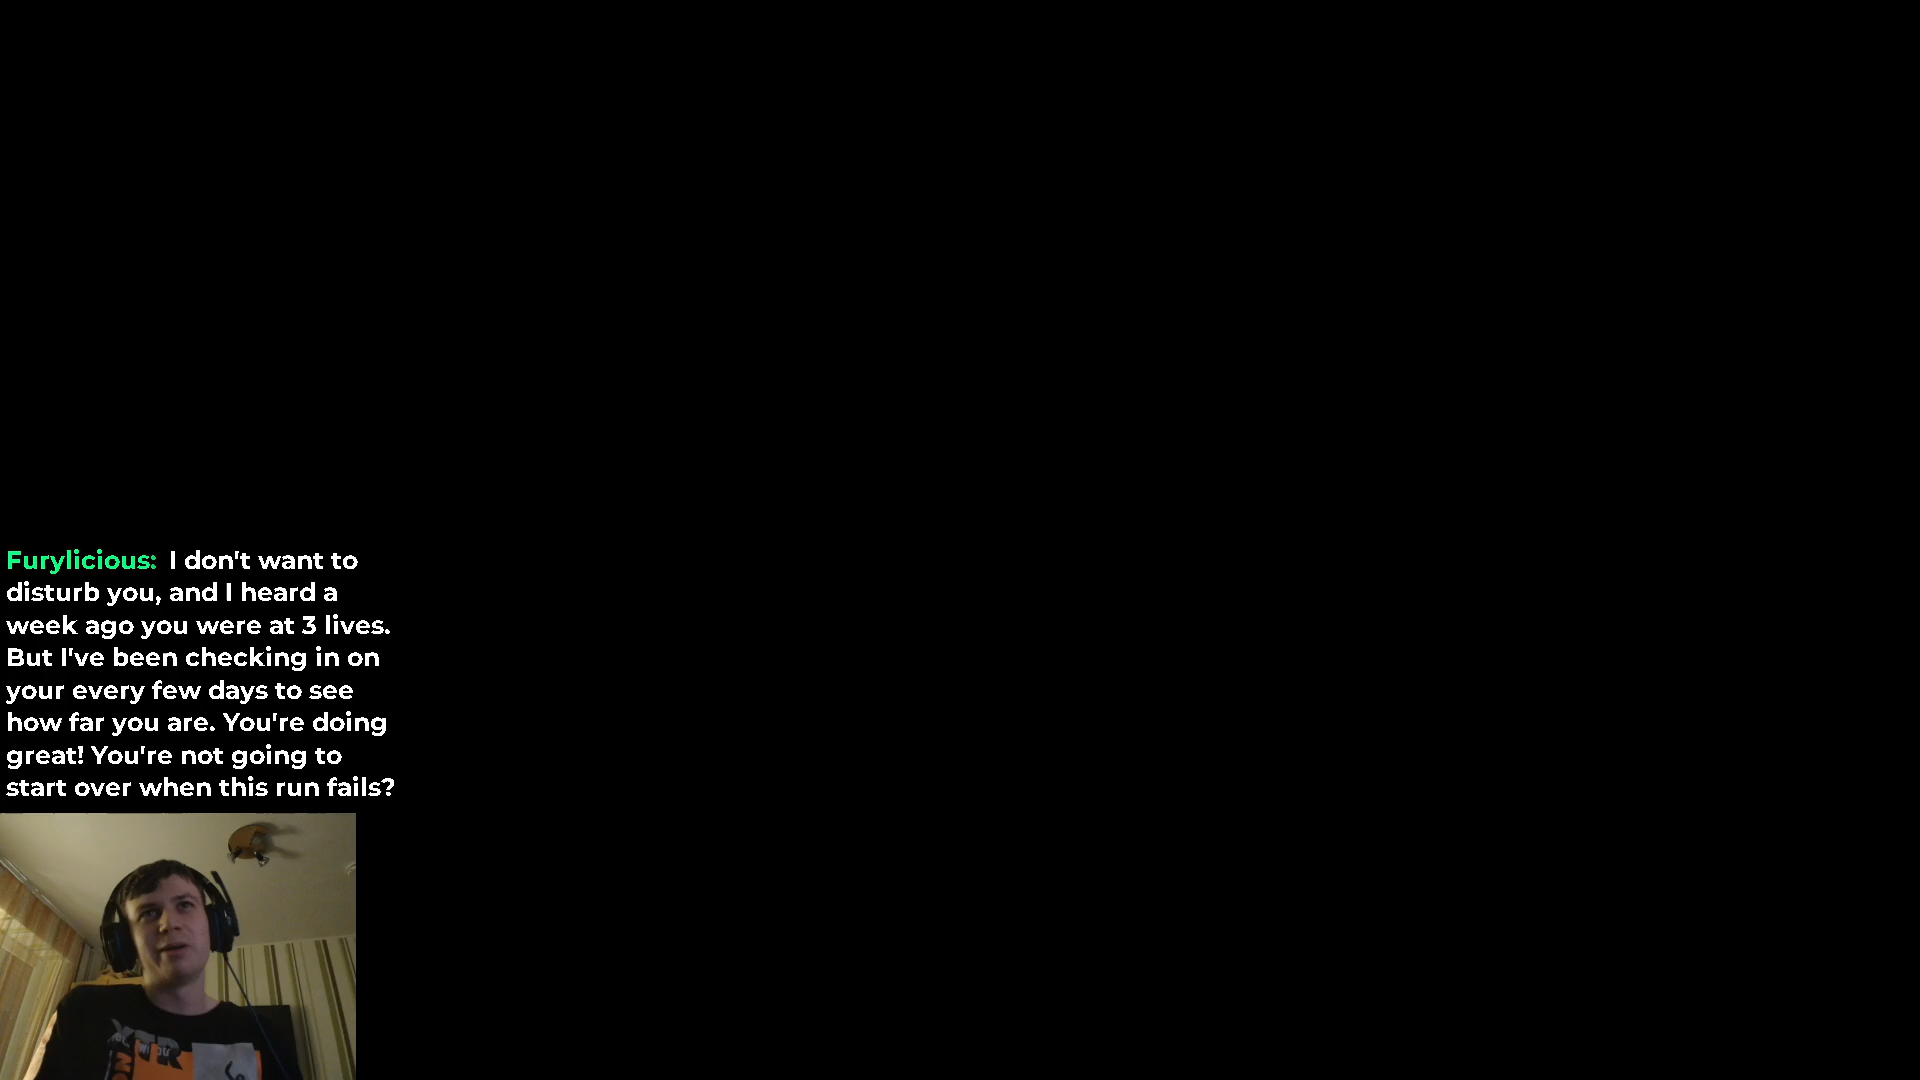 Furylicious: I don't want to
disturb you, and I heard a
week ago you were at 3 lives.
But I've been checking in on
your every few days to see
how far you are. You're doing
great! You're not going to
start over when this run fails?
XTR